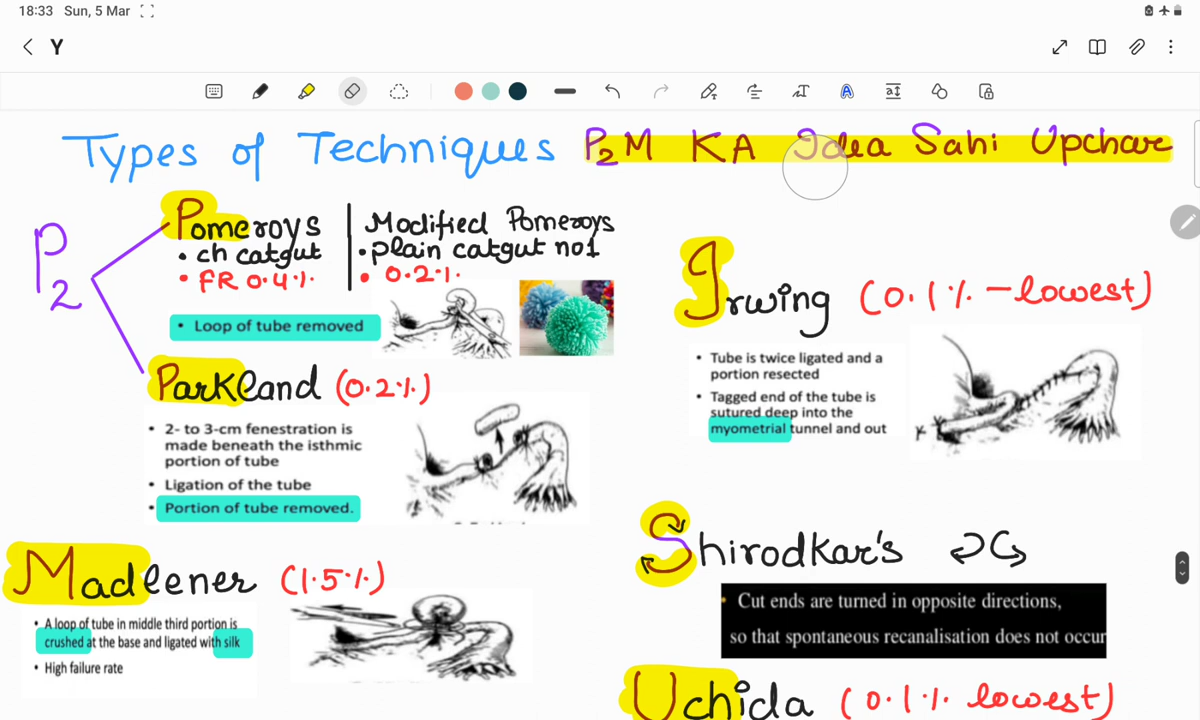 18:33 Sun, 5 Mar
Y
Types of Techniques P2M KA Idea Sahi Upchar
P2
Pomeroys
• ch catgut
• FR 0.4%
Modified Pomeroys
• plain catgut no1
• 0.2%
• Loop of tube removed
Parkland (0.2%)
• 2- to 3-cm fenestration is
made beneath the isthmic
portion of tube
• Ligation of the tube
• Portion of tube removed.
Madleener (1.5%)
• A loop of tube in middle third portion is
crushed at the base and ligated with silk
• High failure rate
Irwing (0.1% - lowest)
• Tube is twice ligated and a
portion resected
• Tagged end of the tube is
sutured deep into the
myometrial tunnel and out
Shirodkar's
• Cut ends are turned in opposite directions,
so that spontaneous recanalisation does not occur
Uchida (0.1% lowest)